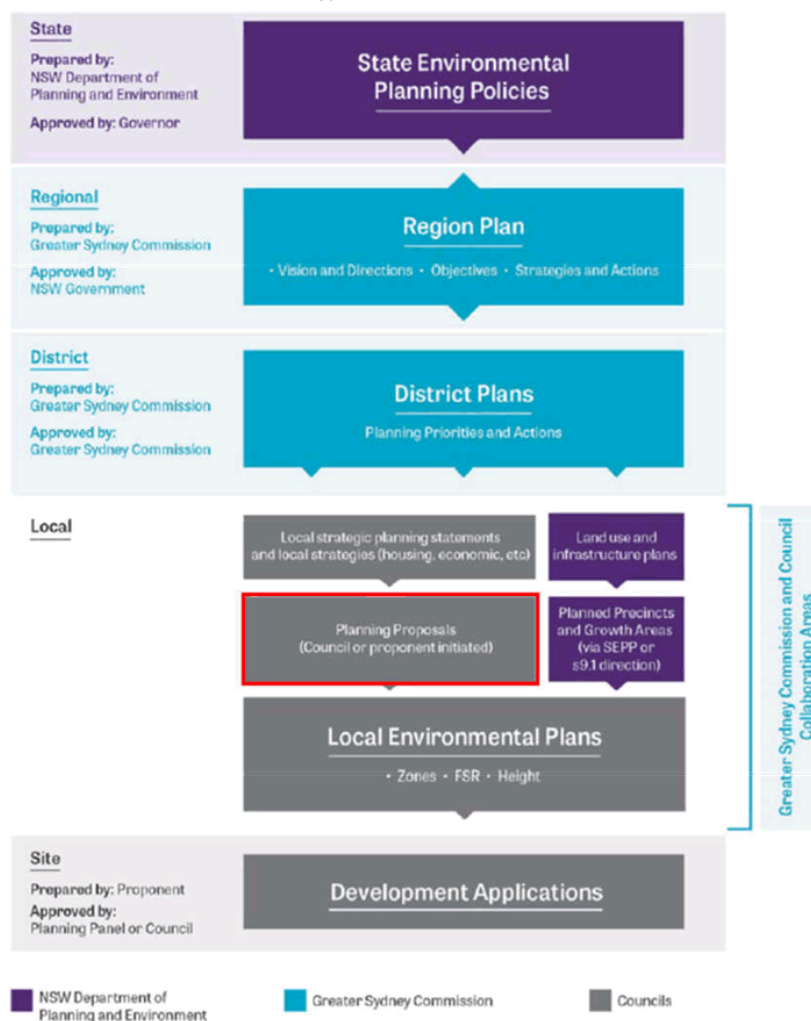 State
Prepared by:
NSW Department of
Planning and Environment
Approved by: Governor
State Environmental
Planning Policies
Regional
Prepared by:
Greater Sydney Commission
Approved by:
NSW Government
Region Plan
• Vision and Directions • Objectives • Strategies and Actions
District
Prepared by:
Greater Sydney Commission
Approved by:
Greater Sydney Commission
District Plans
Planning Priorities and Actions
Local
Local strategic planning statements
and local strategies (housing, economic, etc)
Land use and
infrastructure plans
Planning Proposals
(Council or proponent initiated)
Planned Precincts
and Growth Areas
(via SEPP or
s9.1 direction)
Local Environmental Plans
• Zones • FSR • Height
Greater Sydney Commission and Council
Collaboration Areas
Site
Prepared by: Proponent
Approved by:
Planning Panel or Council
Development Applications
NSW Department of
Planning and Environment
Greater Sydney Commission
Councils